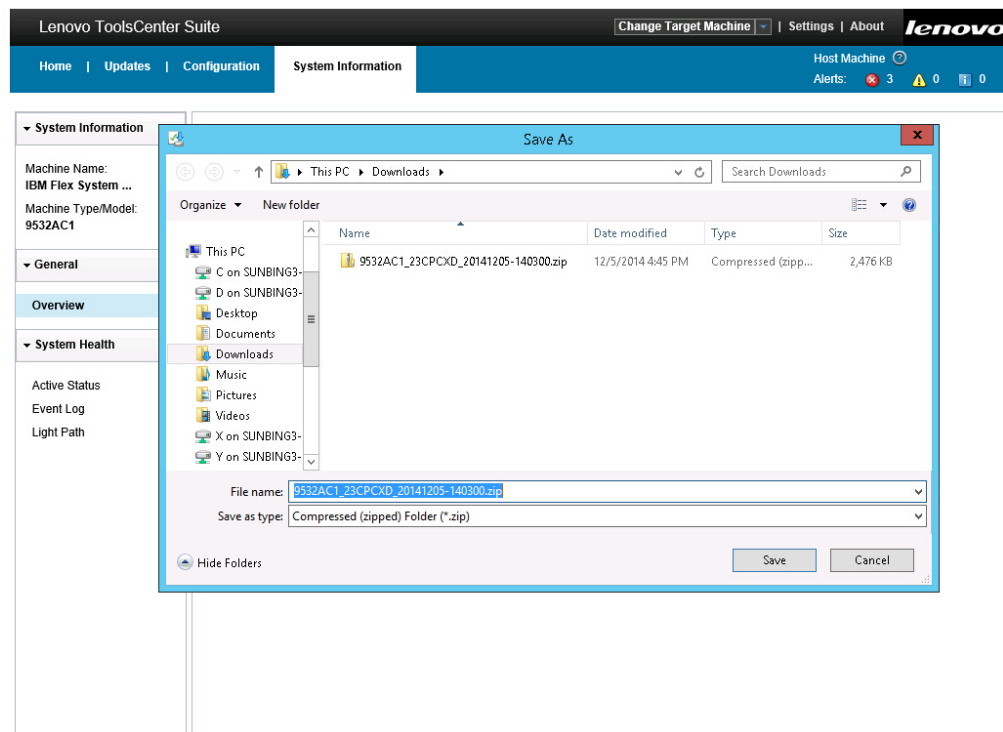 Lenovo ToolsCenter Suite
Change Target Machine | Settings | About
lenovo
Home | Updates | Configuration System Information
Host Machine
Alerts: 3 0 0
System Information
Machine Name:
IBM Flex System ...
Machine Type/Model:
9532AC1
General
Overview
System Health
Active Status
Event Log
Light Path
Save As
This PC Downloads
Search Downloads
Organize New folder
Name Date modified Type Size
This PC
C on SUNBING3-
D on SUNBING3-
Desktop
Documents
Downloads
Music
Pictures
Videos
X on SUNBING3-
Y on SUNBING3-
9532AC1_23CPCXD_20141205-140300.zip 12/5/2014 4:45 PM Compressed (zipp... 2,476 KB
File name: 9532AC1_23CPCXD_20141205-140300.zip
Save as type: Compressed (zipped) Folder (*.zip)
Hide Folders
Save Cancel